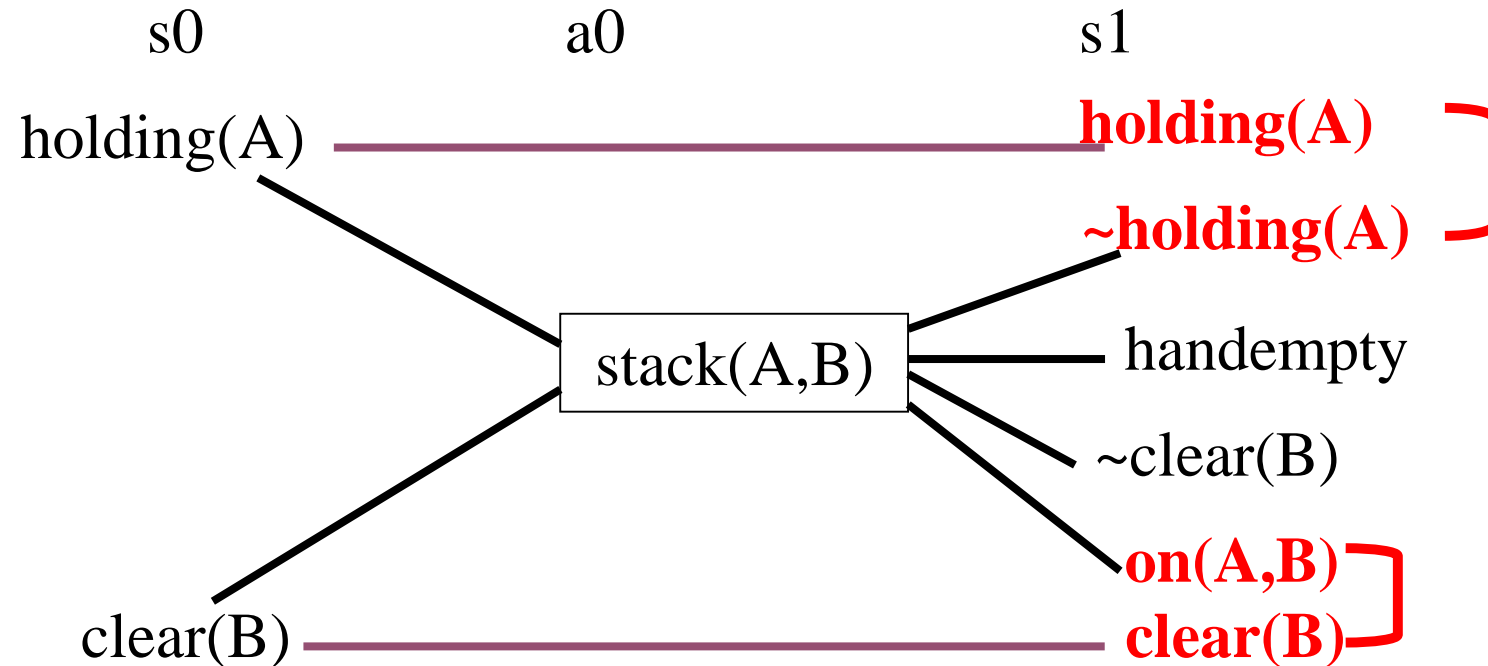 s0 a0 s1
holding(A) holding(A)
~holding(A)
stack(A,B) handempty
~clear(B)
on(A,B)
clear(B) clear(B)